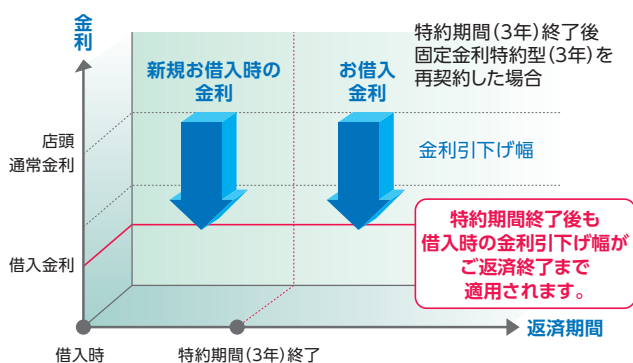 金利
特約期間(3年)終了後
固定金利特約型(3年)を
再契約した場合
新規お借入時の
金利
お借入
金利
店頭
通常金利
金利引下げ幅
特約期間終了後も
借入時の金利引下げ幅が
ご返済終了まで
適用されます。
借入金利
返済期間
借入時
特約期間(3年)終了